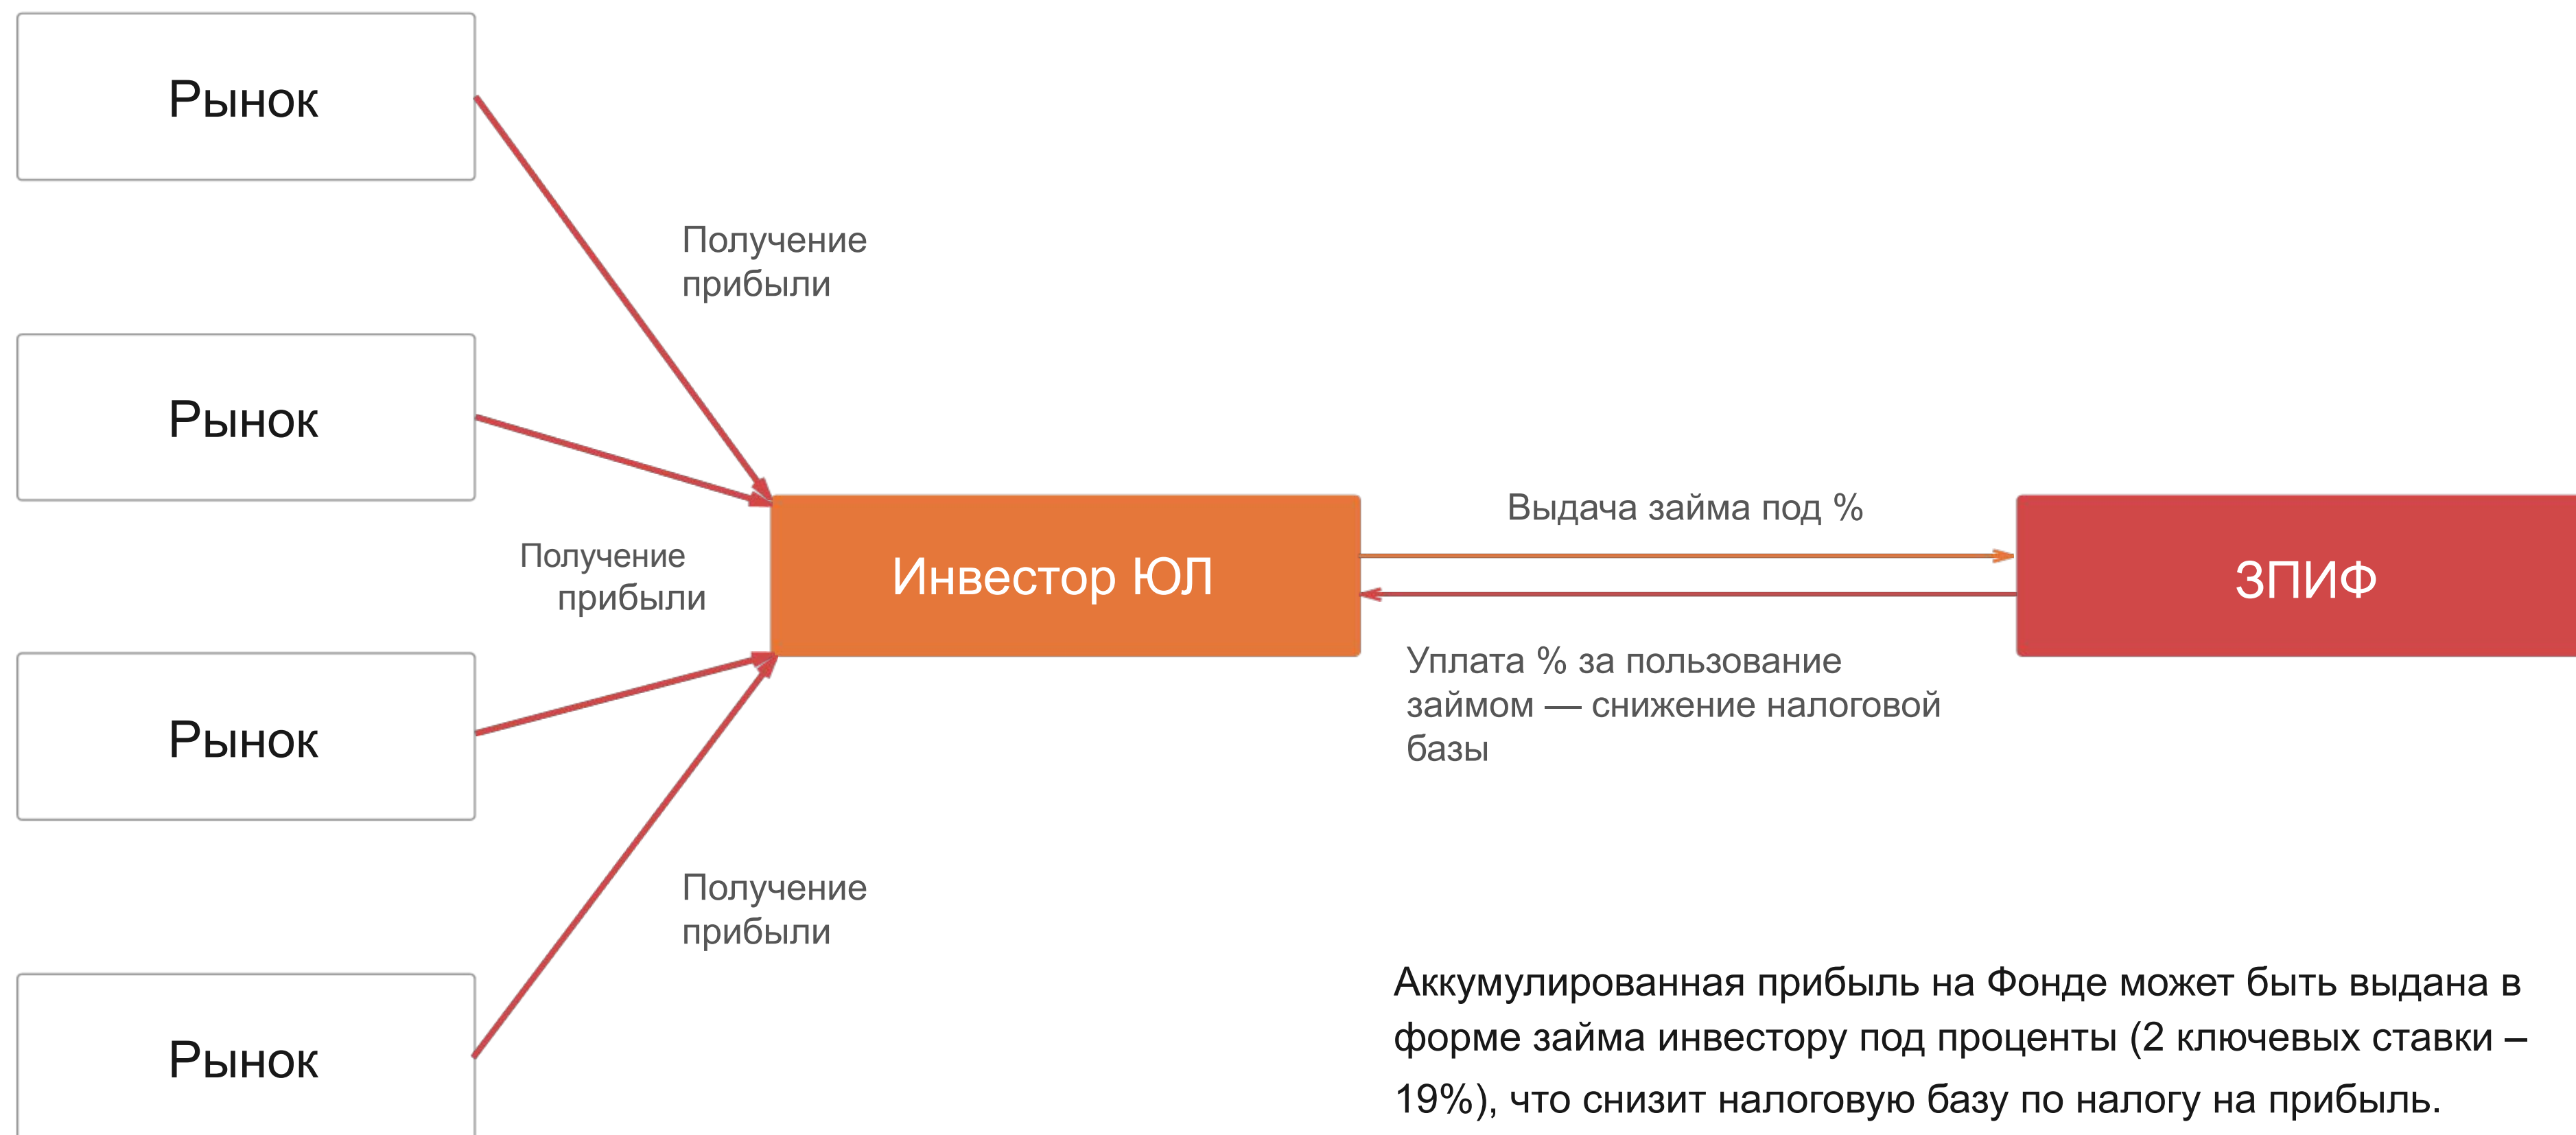 Рынок
Получение
прибыли
Рынок
Получение
прибыли
Инвестор ЮЛ
Выдача займа под %
ЗПИФ
Уплата % за пользование
займом — снижение налоговой
базы
Рынок
Получение
прибыли
Рынок
Аккумулированная прибыль на Фонде может быть выдана в
форме займа инвестору под проценты (2 ключевых ставки –
19%), что снизит налоговую базу по налогу на прибыль.